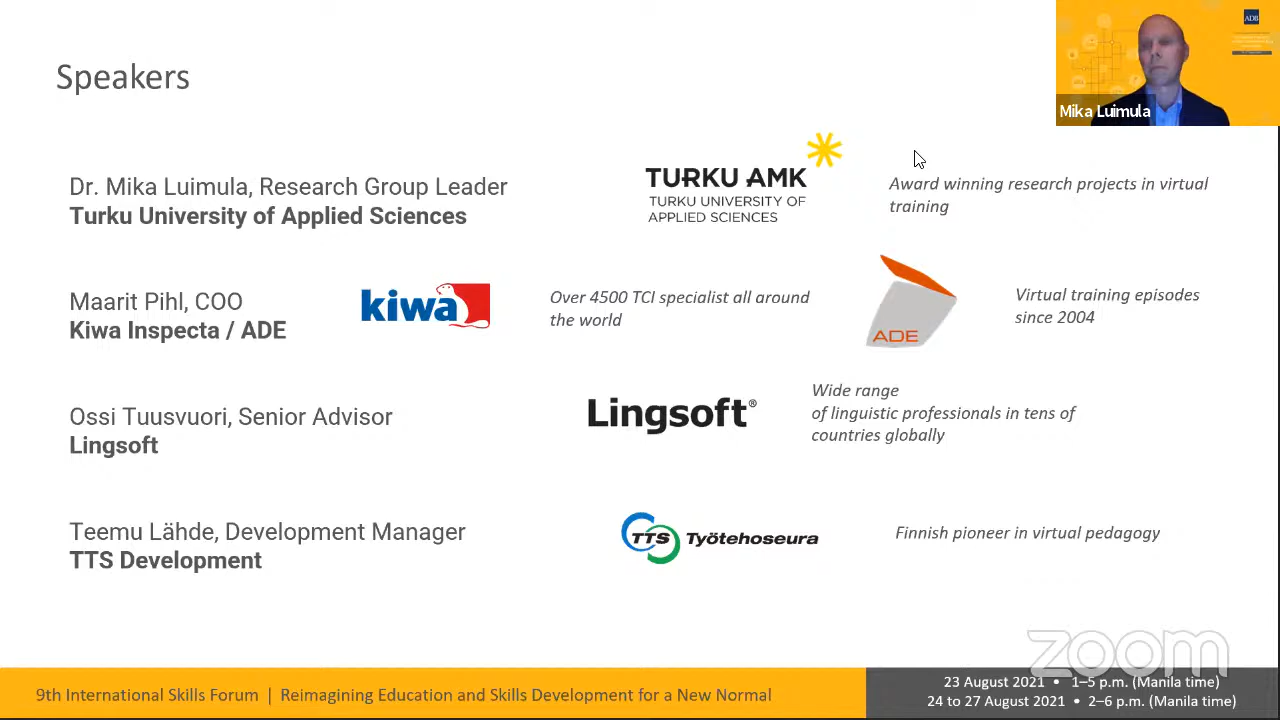 Speakers
ADB
Mika Luimula
Dr. Mika Luimula, Research Group Leader
Turku University of Applied Sciences
TURKU AMK
TURKU UNIVERSITY OF
APPLIED SCIENCES
Award winning research projects in virtual
training
Maarit Pihl, COO
Kiwa Inspecta / ADE
kiwa
Over 4500 TCI specialist all around
the world
ADE
Virtual training episodes
since 2004
Ossi Tuusvuori, Senior Advisor
Lingsoft
Lingsoft®
Wide range
of linguistic professionals in tens of
countries globally
Teemu Lähde, Development Manager
TTS Development
TTS Työtehoseura
Finnish pioneer in virtual pedagogy
zoom
9th International Skills Forum | Reimagining Education and Skills Development for a New Normal
23 August 2021 • 1–5 p.m. (Manila time)
24 to 27 August 2021 • 2–6 p.m. (Manila time)